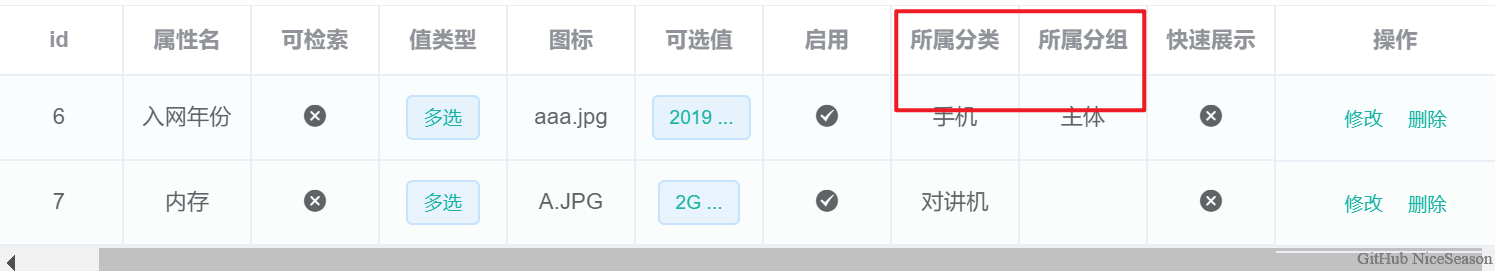 id 属性名 可检索 值类型 图标 可选值 启用 所属分类 所属分组 快速展示 操作
6 入网年份 多选 aaa.jpg 2019 ... 手机 主体 修改 删除
7 内存 多选 A.JPG 2G ... 对讲机 修改 删除
GitHub NiceSeason